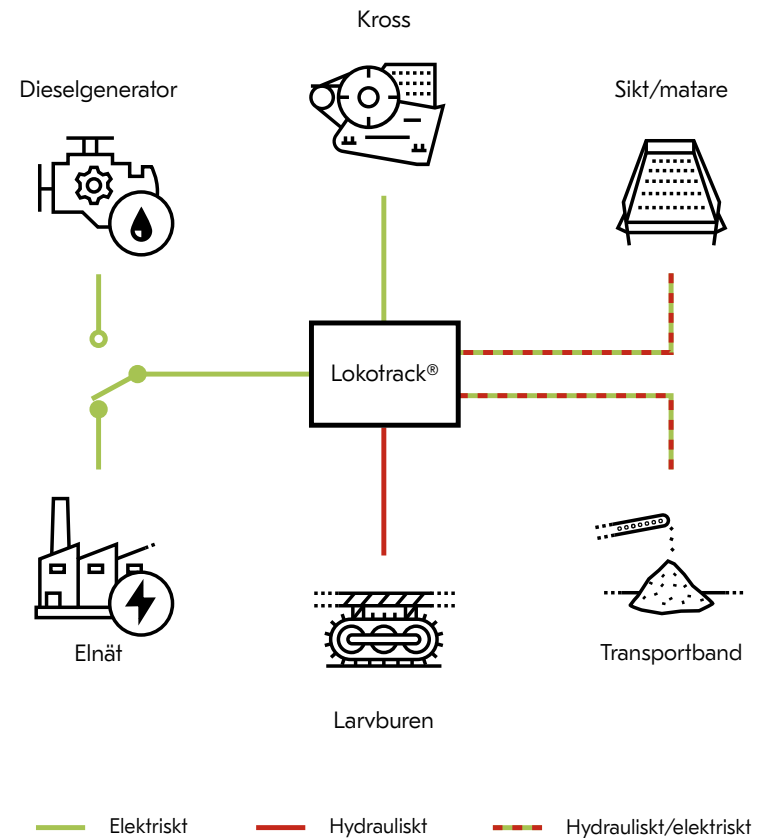 Kross
Dieselgenerator
Sikt/matare
Lokotrack®
Elnät
Transportband
Larvburen
Elektriskt
Hydrauliskt
Hydrauliskt/elektriskt